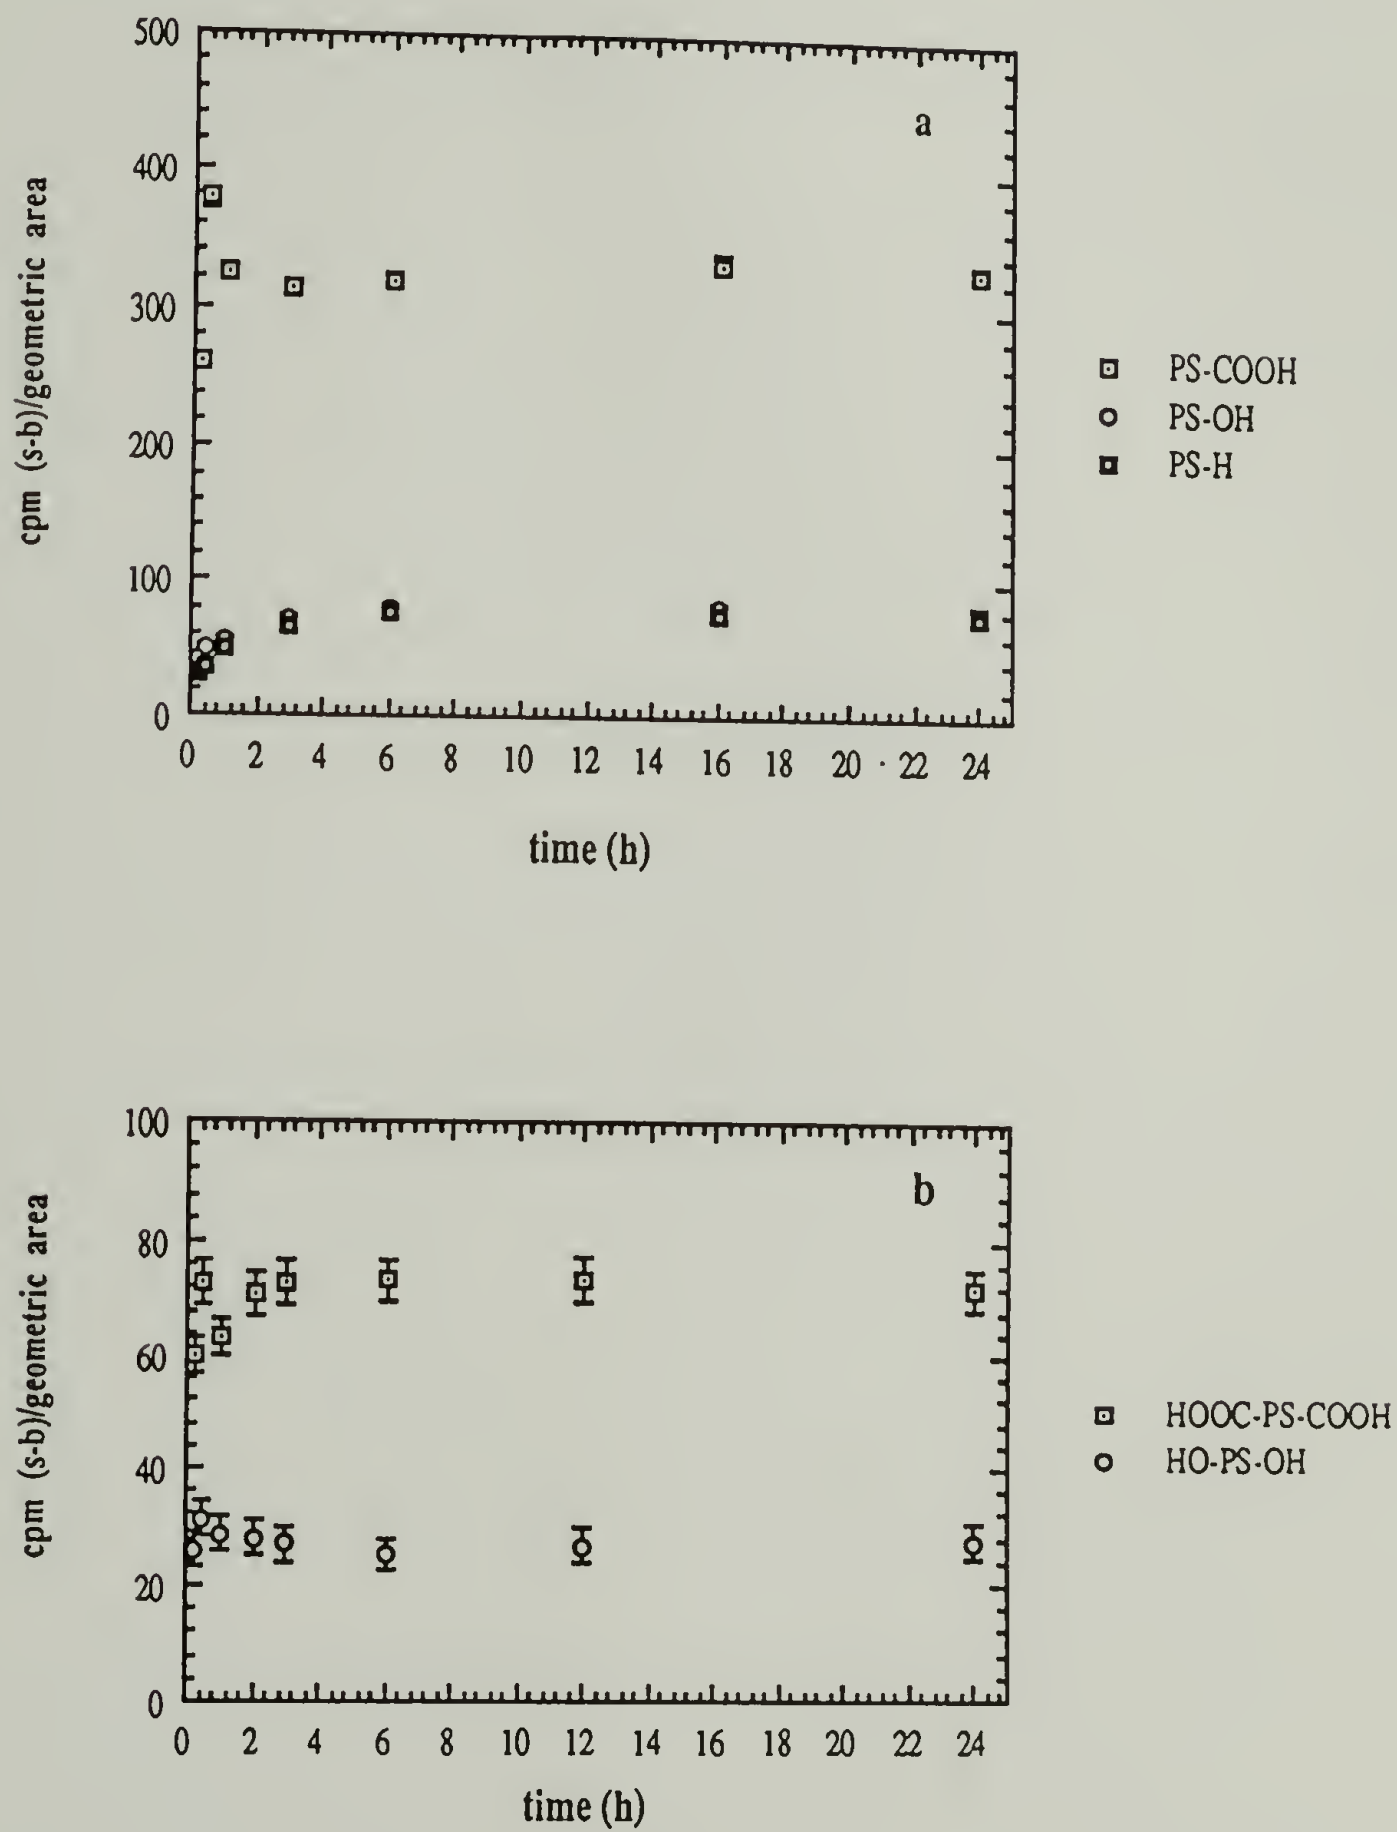 500
400
300
200
100
0
cpm (s-b)/geometric area
a
0 2 4 6 8 10 12 14 16 18 20 22 24
time (h)
PS-COOH
PS-OH
PS-H
100
80
60
40
20
0
cpm (s-b)/geometric area
b
0 2 4 6 8 10 12 14 16 18 20 22 24
time (h)
HOOC-PS-COOH
HO-PS-OH